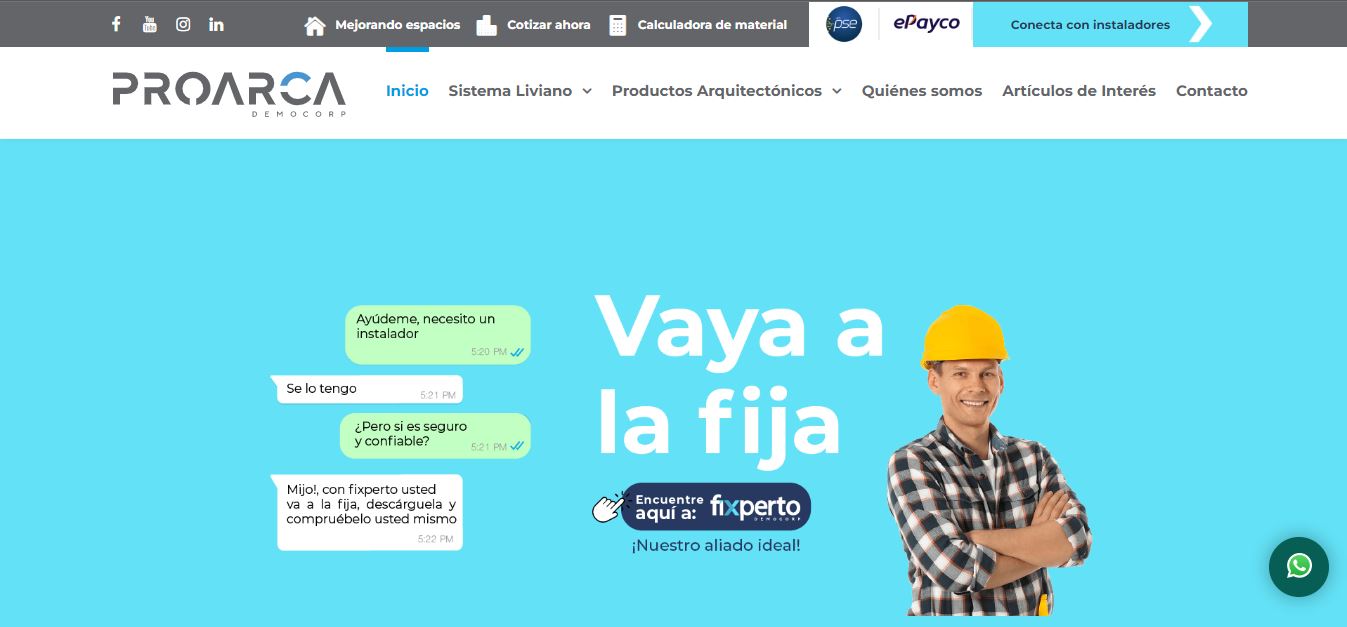 Mejorando espacios
Cotizar ahora
Calculadora de material
pse
ePayco
Conecta con instaladores
PROARCA
DEMOCORP
Inicio
Sistema Liviano
Productos Arquitectónicos
Quiénes somos
Artículos de Interés
Contacto
Ayúdeme, necesito un
instalador
5:20 PM
Se lo tengo
5:21 PM
¿Pero si es seguro
y confiable?
5:21 PM
Mijo!, con fixperto usted
va a la fija, descárguela y
compruébelo usted mismo
5:22 PM
Vaya a
la fija
Encuentre
aquí a:
fixperto
DEMOCORP
¡Nuestro aliado ideal!